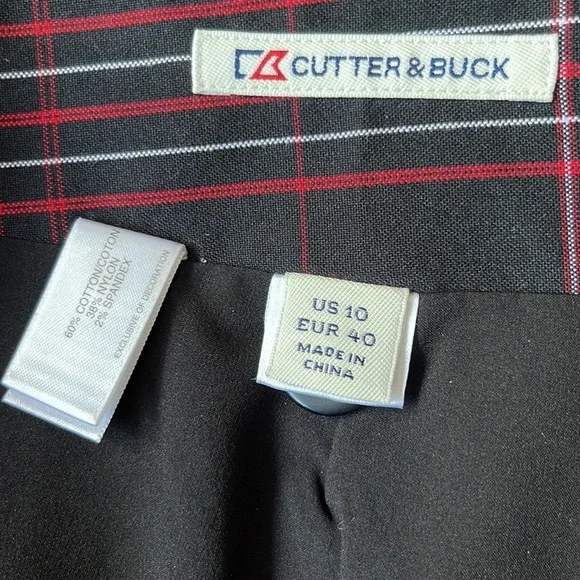 CUTTER & BUCK
60% COTTON/COTON
38% NYLON
2% SPANDEX
EXCLUSIVE OF DECORATION
US 10
EUR 40
MADE IN
CHINA